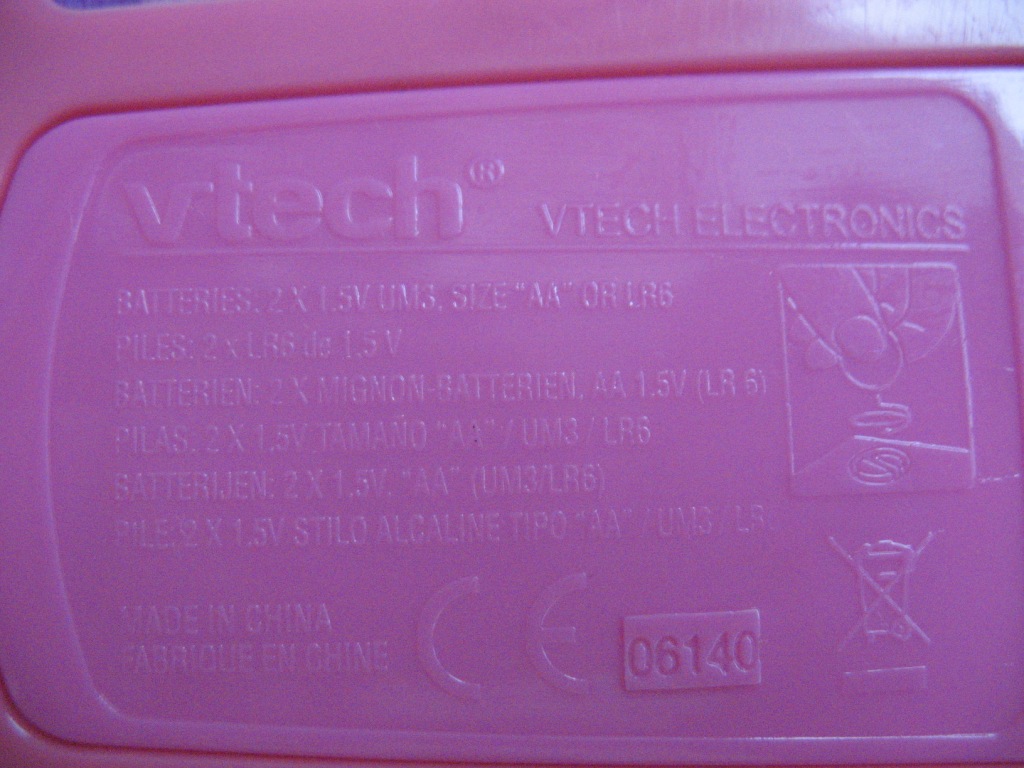 vtech® VTECH ELECTRONICS
BATTERIES: 2 X 1.5V UM3, SIZE "AA" OR LR6
PILES: 2 x LR6 de 1.5 V
BATTERIEN: 2 X MIGNON-BATTERIEN, AA 1.5V (LR 6)
PILAS: 2 X 1,5V TAMAÑO "AA" / UM3 / LR6
BATTERIJEN: 2 X 1.5V. "AA" (UM3/LR6)
PILE: 2 X 1.5V STILO ALCALINE TIPO "AA" / UM3 / LR
MADE IN CHINA
FABRIQUE EN CHINE
CE
06140